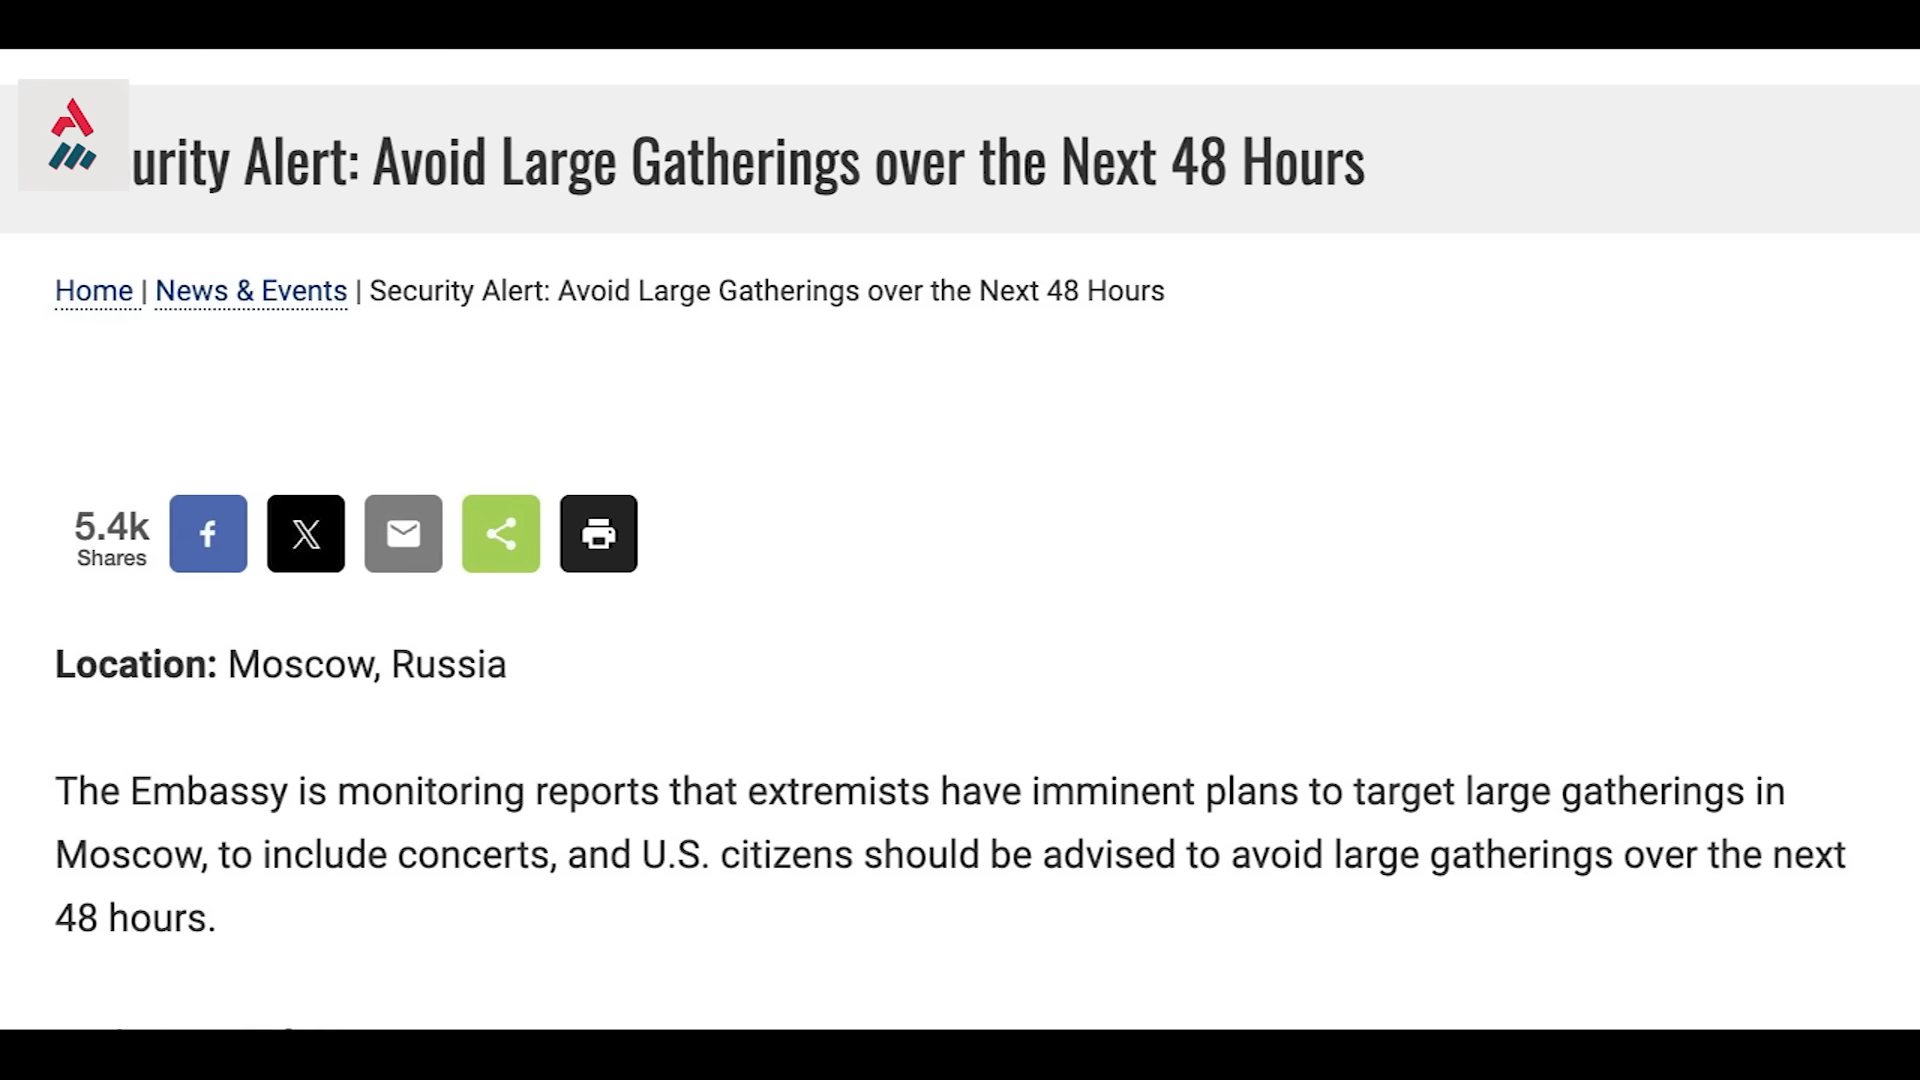 urity Alert: Avoid Large Gatherings over the Next 48 Hours
Home | News & Events | Security Alert: Avoid Large Gatherings over the Next 48 Hours
5.4k
Shares
Location: Moscow, Russia
The Embassy is monitoring reports that extremists have imminent plans to target large gatherings in
Moscow, to include concerts, and U.S. citizens should be advised to avoid large gatherings over the next
48 hours.